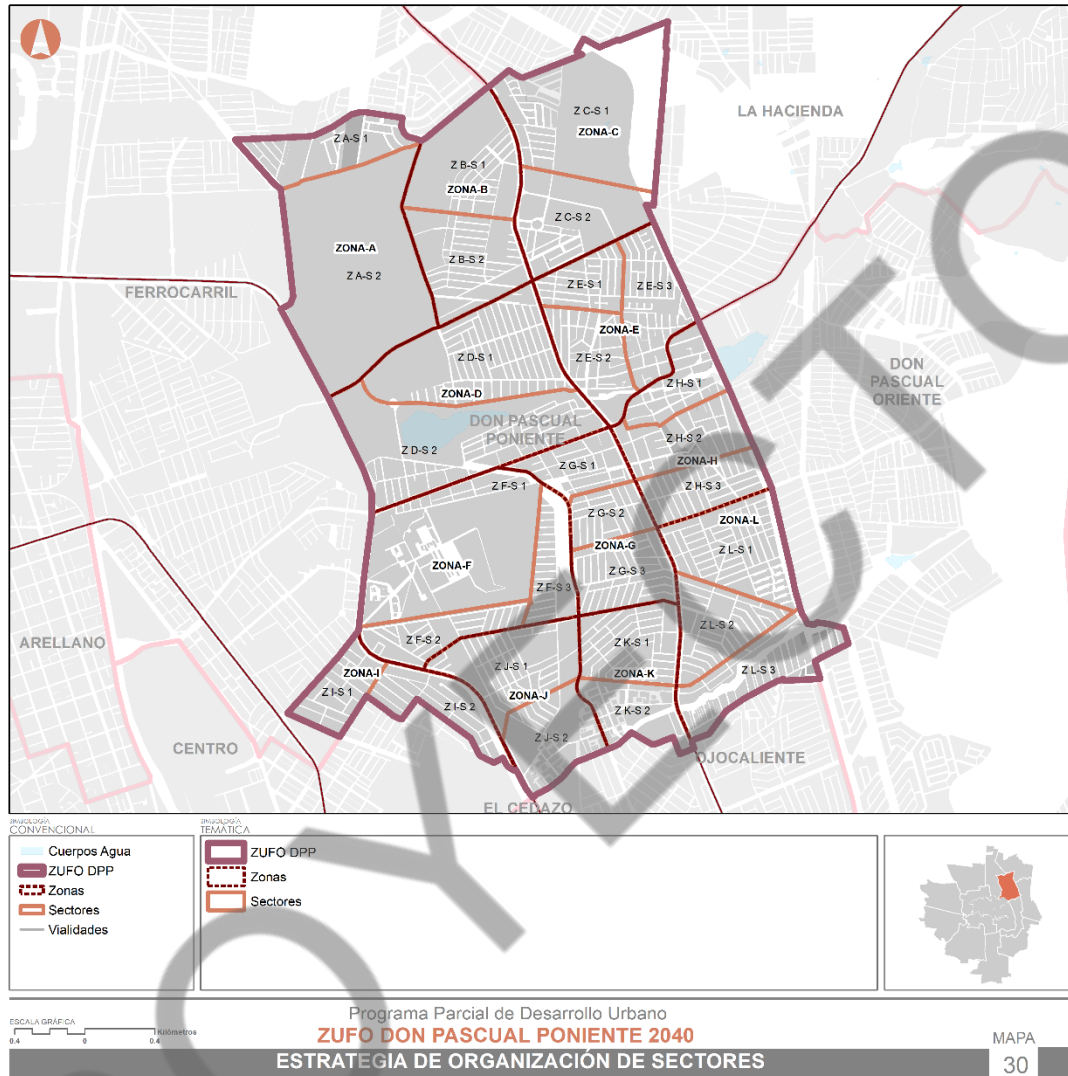 LA HACIENDA
Z C-S 1
ZONA-C
Z A-S 1
Z B-S 1
ZONA-B
Z C-S 2
ZONA-A
Z B-S 2
Z A-S 2
Z E-S 1
Z E-S 3
FERROCARRIL
ZONA-E
Z D-S 1
Z E-S 2
DON
PASCUAL
ORIENTE
Z H-S 1
ZONA-D
DON PASCUAL
PONIENTE
Z D-S 2
Z H-S 2
ZONA-H
Z G-S 1
Z F-S 1
Z H-S 3
Z G-S 2
ZONA-L
ZONA-G
Z L-S 1
ZONA-F
Z G-S 3
Z F-S 3
Z L-S 2
ARELLANO
Z F-S 2
Z K-S 1
Z J-S 1
ZONA-I
ZONA-K
Z L-S 3
Z I-S 1
ZONA-J
Z I-S 2
Z K-S 2
CENTRO
Z J-S 2
OJOCALIENTE
EL CEDAZO
SIMBOLOGÍA
CONVENCIONAL
Cuerpos Agua
ZUFO DPP
Zonas
Sectores
Vialidades
SIMBOLOGÍA
TEMATICA
ZUFO DPP
Zonas
Sectores
ESCALA GRÁFICA
0.4 0 0.4 Kilómetros
Programa Parcial de Desarrollo Urbano
ZUFO DON PASCUAL PONIENTE 2040
ESTRATEGIA DE ORGANIZACIÓN DE SECTORES
MAPA
30
PROYECTO